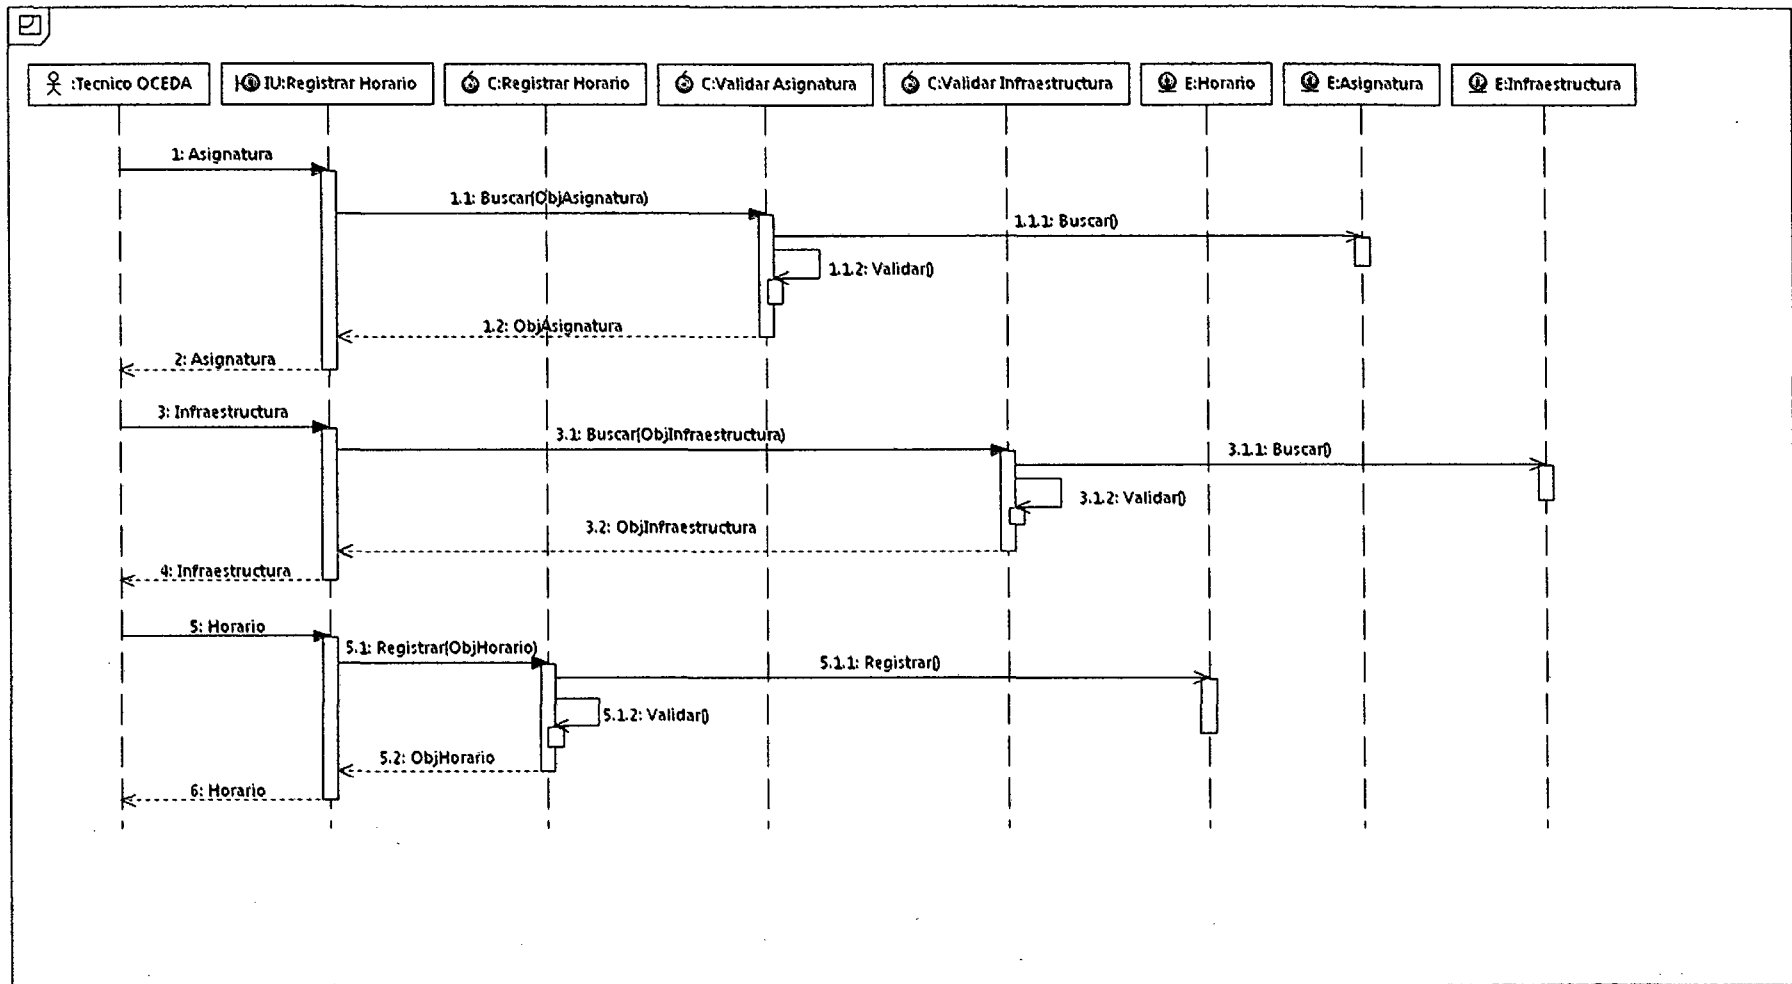 :Tecnico OCEDA
IU:Registrar Horario
C:Registrar Horario
C:Validar Asignatura
C:Validar Infraestructura
E:Horario
E:Asignatura
E:Infraestructura
1: Asignatura
1.1: Buscar(ObjAsignatura)
1.1.1: Buscar()
1.1.2: Validar()
1.2: ObjAsignatura
2: Asignatura
3: Infraestructura
3.1: Buscar(ObjInfraestructura)
3.1.1: Buscar()
3.1.2: Validar()
3.2: ObjInfraestructura
4: Infraestructura
5: Horario
5.1: Registrar(ObjHorario)
5.1.1: Registrar()
5.1.2: Validar()
5.2: ObjHorario
6: Horario